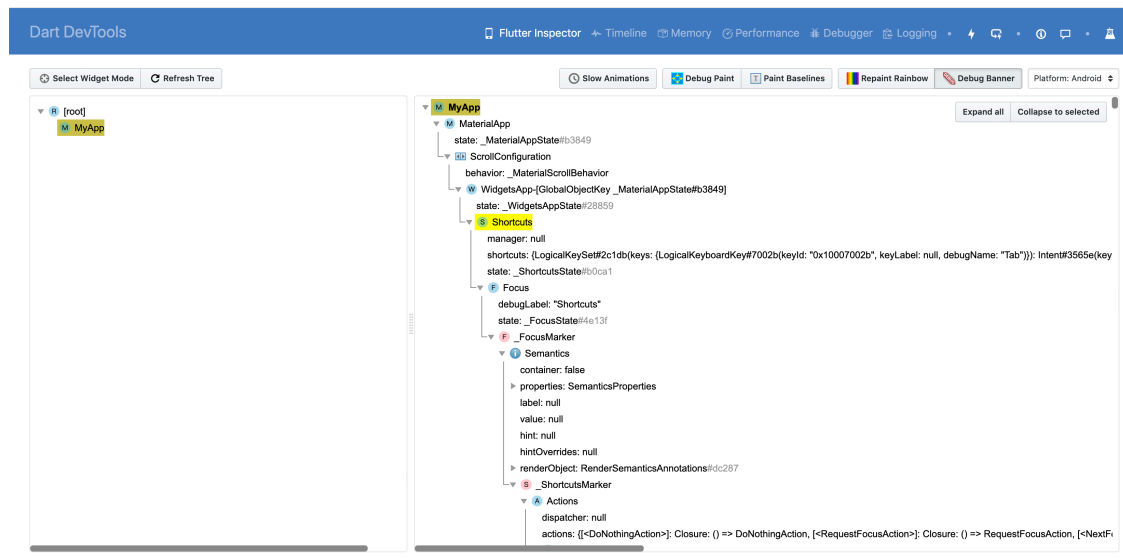 Dart DevTools
Flutter Inspector Timeline Memory Performance Debugger Logging
Select Widget Mode Refresh Tree Slow Animations Debug Paint Paint Baselines Repaint Rainbow Debug Banner Platform: Android
R [root]
M MyApp
Expand all Collapse to selected
M MyApp
M MaterialApp
state: _MaterialAppState#b3849
ScrollConfiguration
behavior: _MaterialScrollBehavior
W WidgetsApp-[GlobalObjectKey _MaterialAppState#b3849]
state: _WidgetsAppState#28859
S Shortcuts
manager: null
shortcuts: {LogicalKeySet#2c1db(keys: {LogicalKeyboardKey#7002b(keyId: "0x10007002b", keyLabel: null, debugName: "Tab")}): Intent#3565e(key
state: _ShortcutsState#b0ca1
F Focus
debugLabel: "Shortcuts"
state: _FocusState#4e13f
F _FocusMarker
Semantics
container: false
properties: SemanticsProperties
label: null
value: null
hint: null
hintOverrides: null
renderObject: RenderSemanticsAnnotations#dc287
S _ShortcutsMarker
A Actions
dispatcher: null
actions: {[<DoNothingAction>]: Closure: () => DoNothingAction, [<RequestFocusAction>]: Closure: () => RequestFocusAction, [<NextF